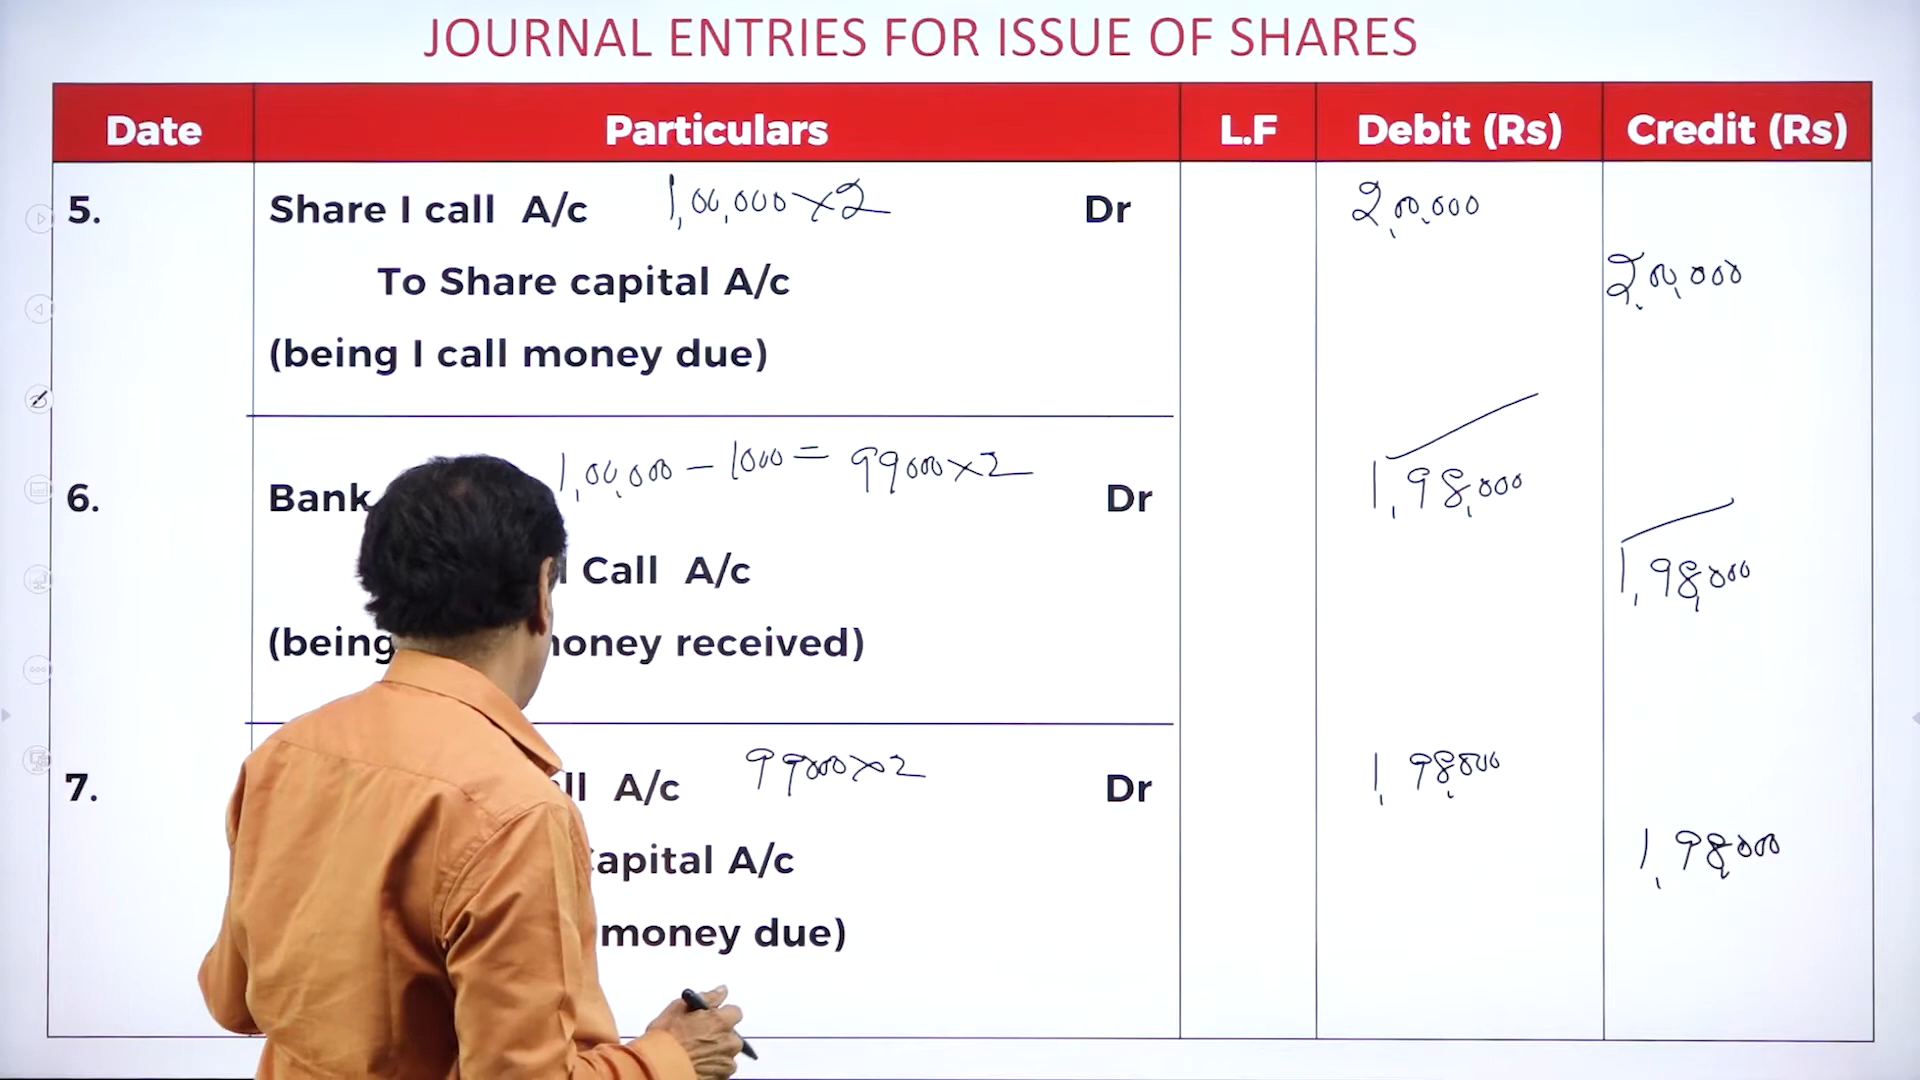 JOURNAL ENTRIES FOR ISSUE OF SHARES
Date Particulars L.F Debit (Rs) Credit (Rs)
5. Share I call A/c 1,00,000 x 2 Dr 2,00,000
To Share capital A/c 2,00,000
(being I call money due)
6. Bank 1,00,000 - 1000 = 99000 x 2 Dr 1,98,000
Call A/c 1,98,000
(being money received)
7. A/c 99000 x 2 Dr 1,98,000
Capital A/c 1,98,000
money due)